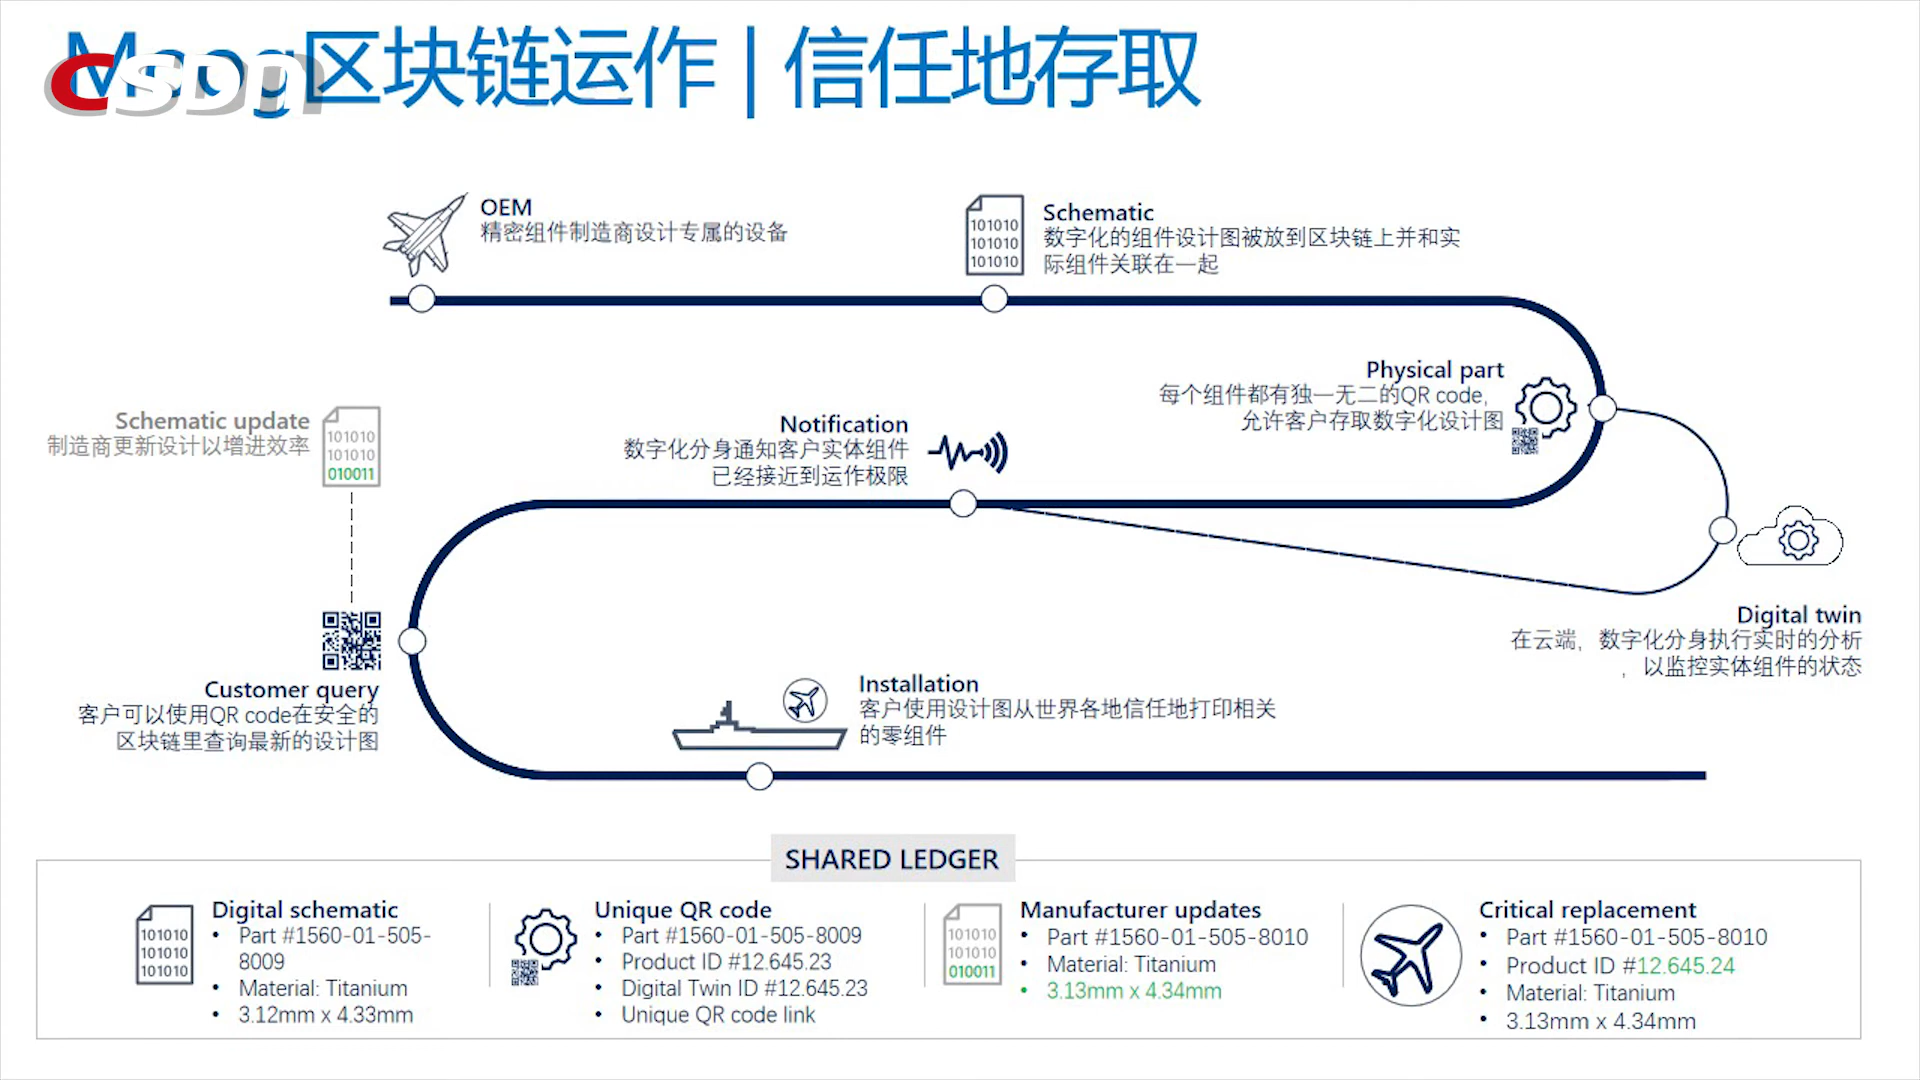 Moog区块链运作 | 信任地存取
CSDN
OEM
精密组件制造商设计专属的设备
101010
101010
101010
Schematic
数字化的组件设计图被放到区块链上并和实
际组件关联在一起
Physical part
每个组件都有独一无二的QR code,
允许客户存取数字化设计图
Schematic update
制造商更新设计以增进效率
101010
101010
010011
Notification
数字化分身通知客户实体组件
已经接近到运作极限
Digital twin
在云端，数字化分身执行实时的分析
，以监控实体组件的状态
Customer query
客户可以使用QR code在安全的
区块链里查询最新的设计图
Installation
客户使用设计图从世界各地信任地打印相关
的零组件
SHARED LEDGER
101010
101010
101010
Digital schematic
• Part #1560-01-505-
8009
• Material: Titanium
• 3.12mm x 4.33mm
Unique QR code
• Part #1560-01-505-8009
• Product ID #12.645.23
• Digital Twin ID #12.645.23
• Unique QR code link
101010
101010
010011
Manufacturer updates
• Part #1560-01-505-8010
• Material: Titanium
• 3.13mm x 4.34mm
Critical replacement
• Part #1560-01-505-8010
• Product ID #12.645.24
• Material: Titanium
• 3.13mm x 4.34mm